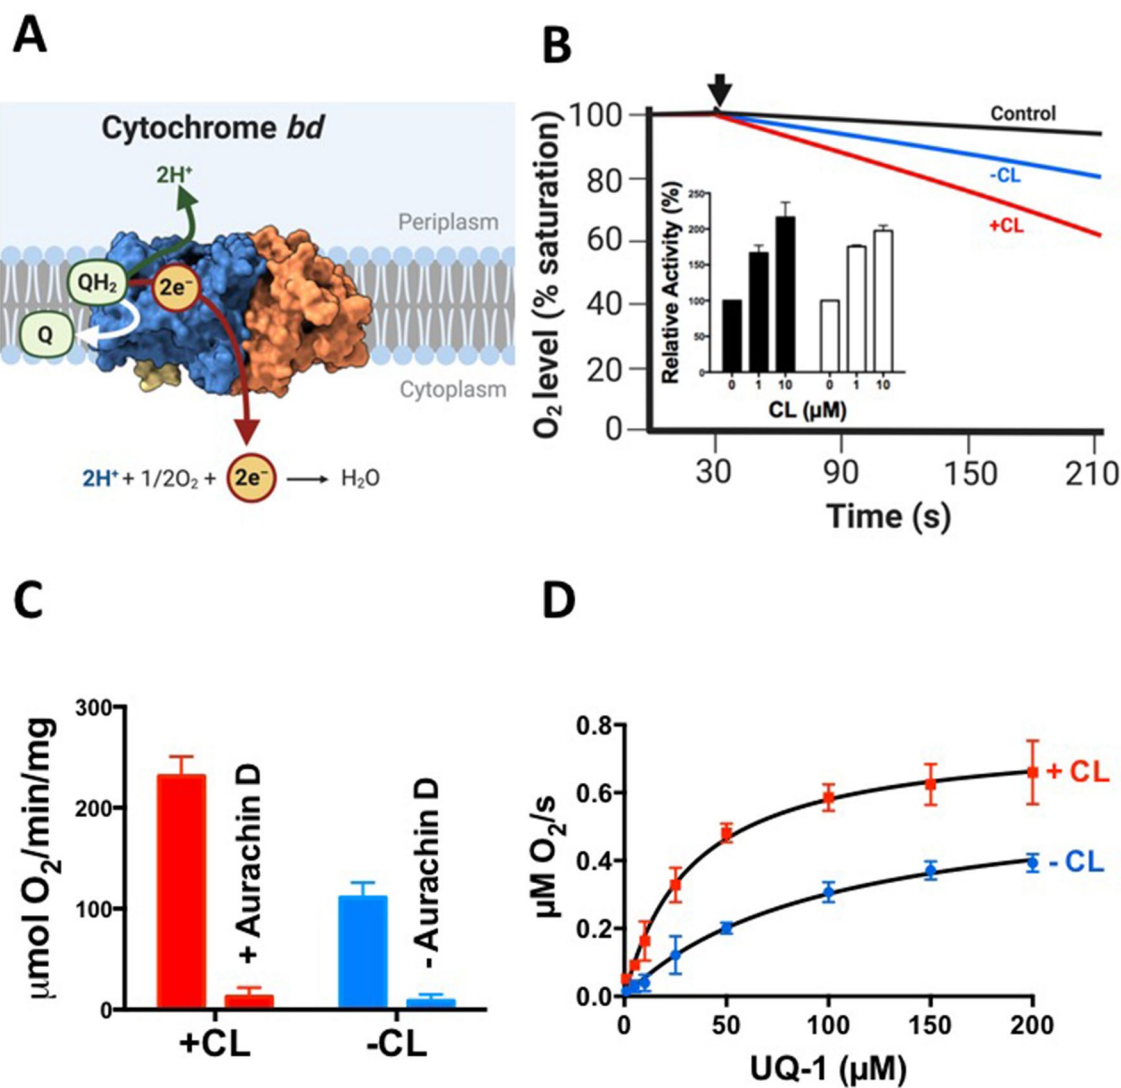 A
Cytochrome bd
2H⁺
Periplasm
QH₂
2e⁻
Q
Cytoplasm
2H⁺ + 1/2O₂ + 2e⁻ → H₂O
B
O₂ level (% saturation)
100
80
60
40
20
0
Control
-CL
+CL
Relative Activity (%)
250
200
150
100
50
0
0 1 10 0 1 10
CL (µM)
30 90 150 210
Time (s)
C
µmol O₂/min/mg
300
200
100
0
+ Aurachin D
- Aurachin D
+CL -CL
D
µM O₂/s
0.8
0.6
0.4
0.2
0.0
+ CL
- CL
0 50 100 150 200
UQ-1 (µM)